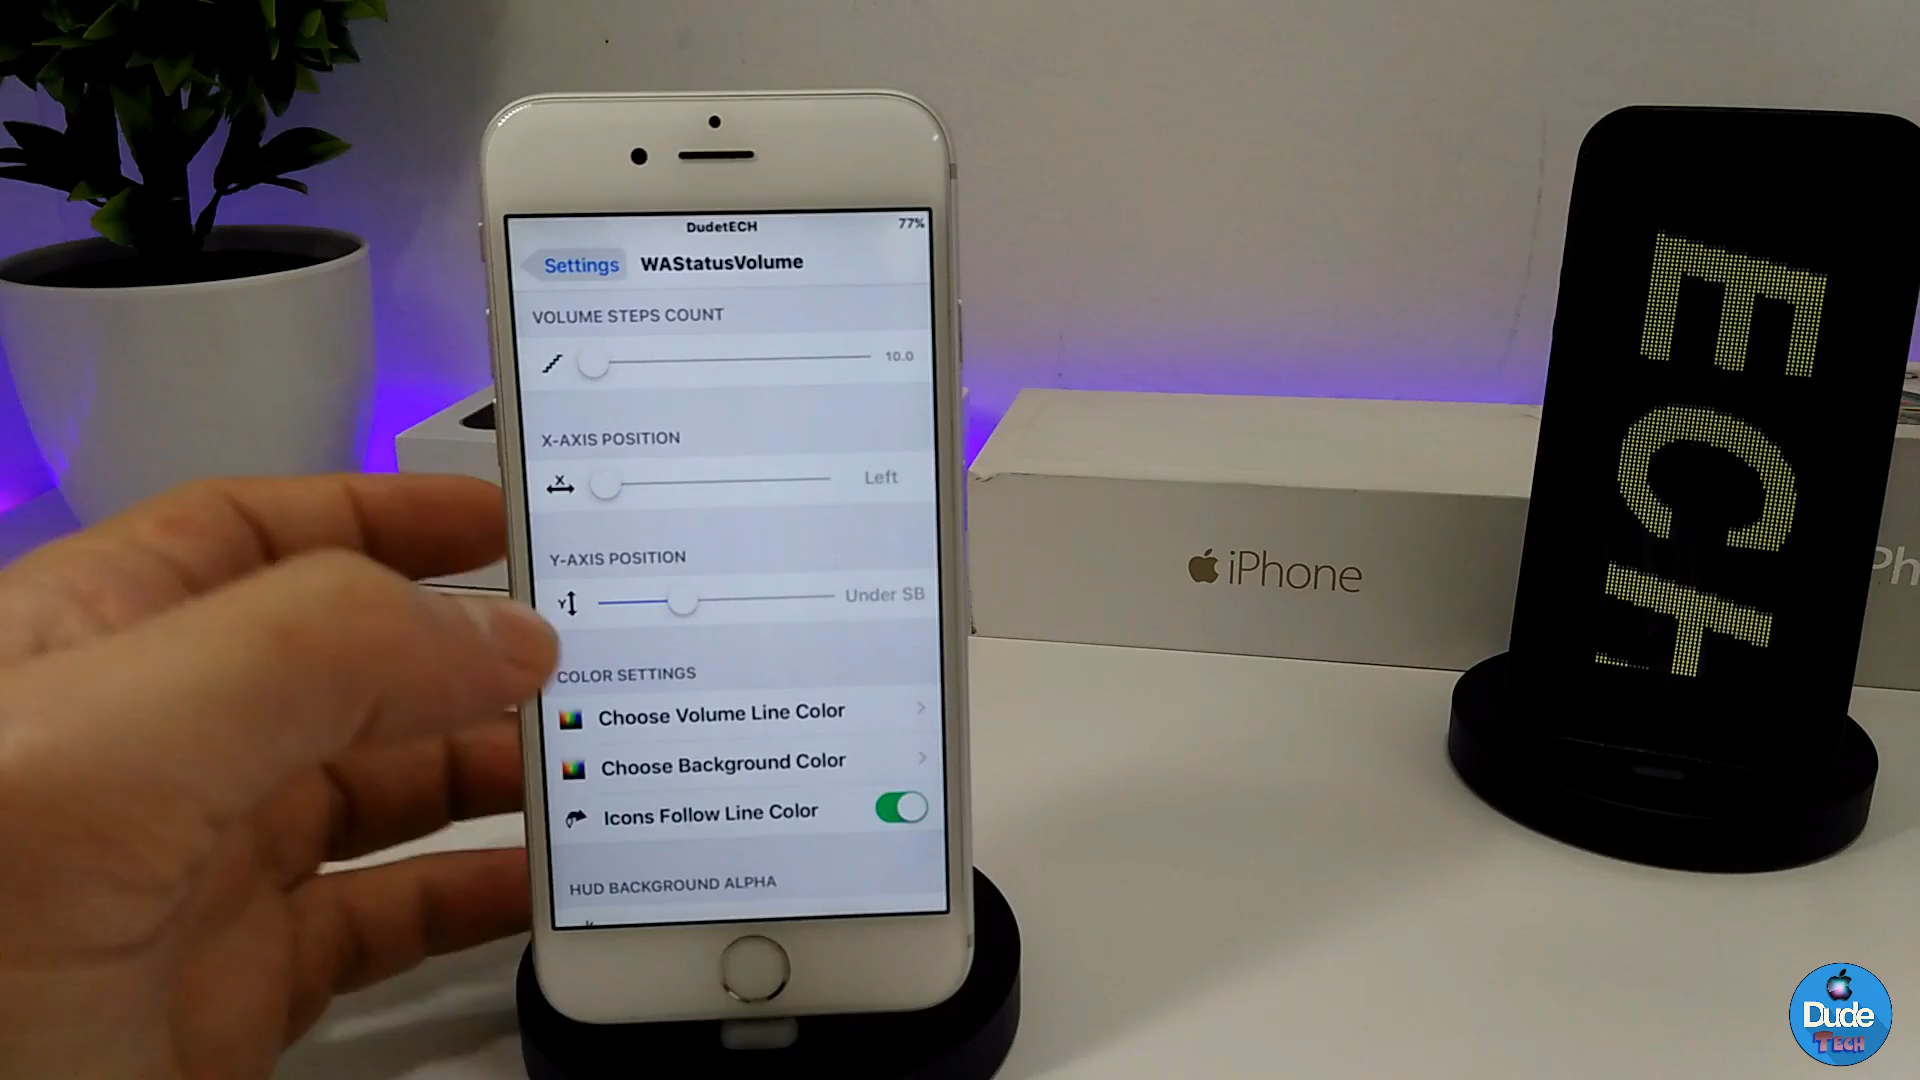 DudetECH
77%
Settings
WAStatusVolume
VOLUME STEPS COUNT
10.0
X-AXIS POSITION
X
Left
Y-AXIS POSITION
Y
Under SB
COLOR SETTINGS
Choose Volume Line Color
Choose Background Color
Icons Follow Line Color
HUD BACKGROUND ALPHA
iPhone
ECH
Ph
Dude
TECH